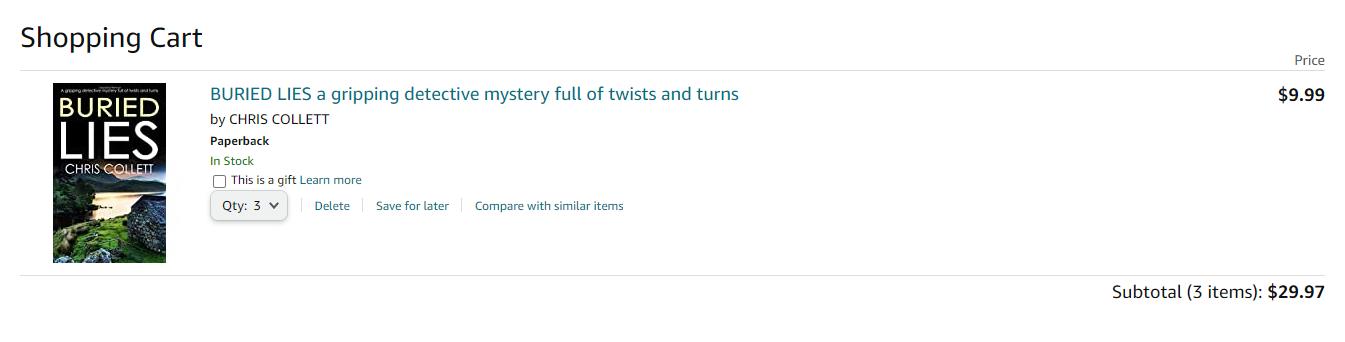 Shopping Cart
Price
A gripping detective mystery full of twists and turns
BURIED
LIES
CHRIS COLLETT
BURIED LIES a gripping detective mystery full of twists and turns
$9.99
by CHRIS COLLETT
Paperback
In Stock
This is a gift Learn more
Qty: 3 Delete Save for later Compare with similar items
Subtotal (3 items): $29.97